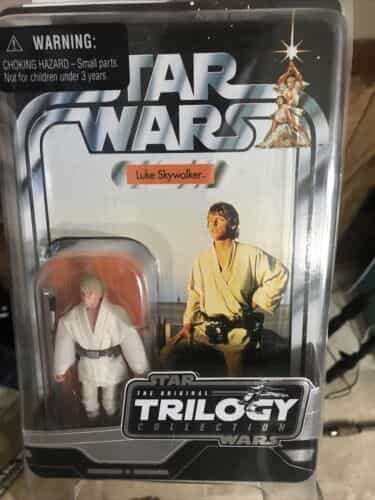 WARNING:
CHOKING HAZARD – Small parts.
Not for children under 3 years.
STAR
WARS
Luke Skywalker™
STAR
THE ORIGINAL
TRILOGY
COLLECTION
WARS